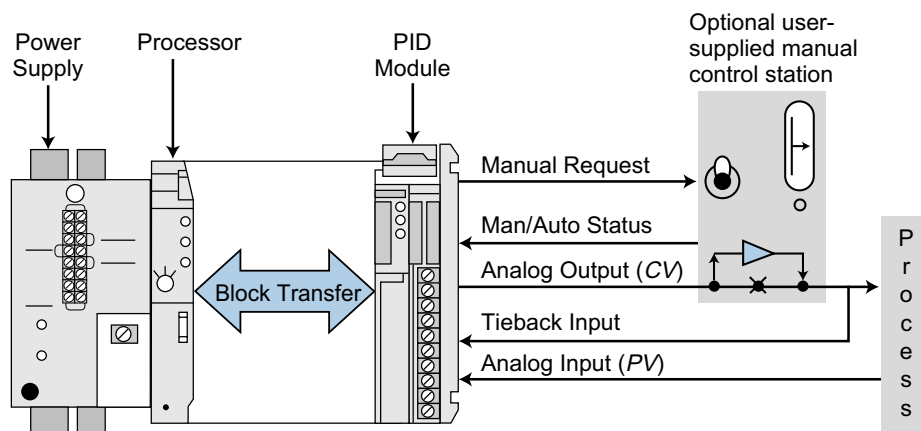 Power
Supply
Processor
PID
Module
Optional user-
supplied manual
control station
Manual Request
Man/Auto Status
Analog Output (CV)
Block Transfer
Tieback Input
Analog Input (PV)
Process